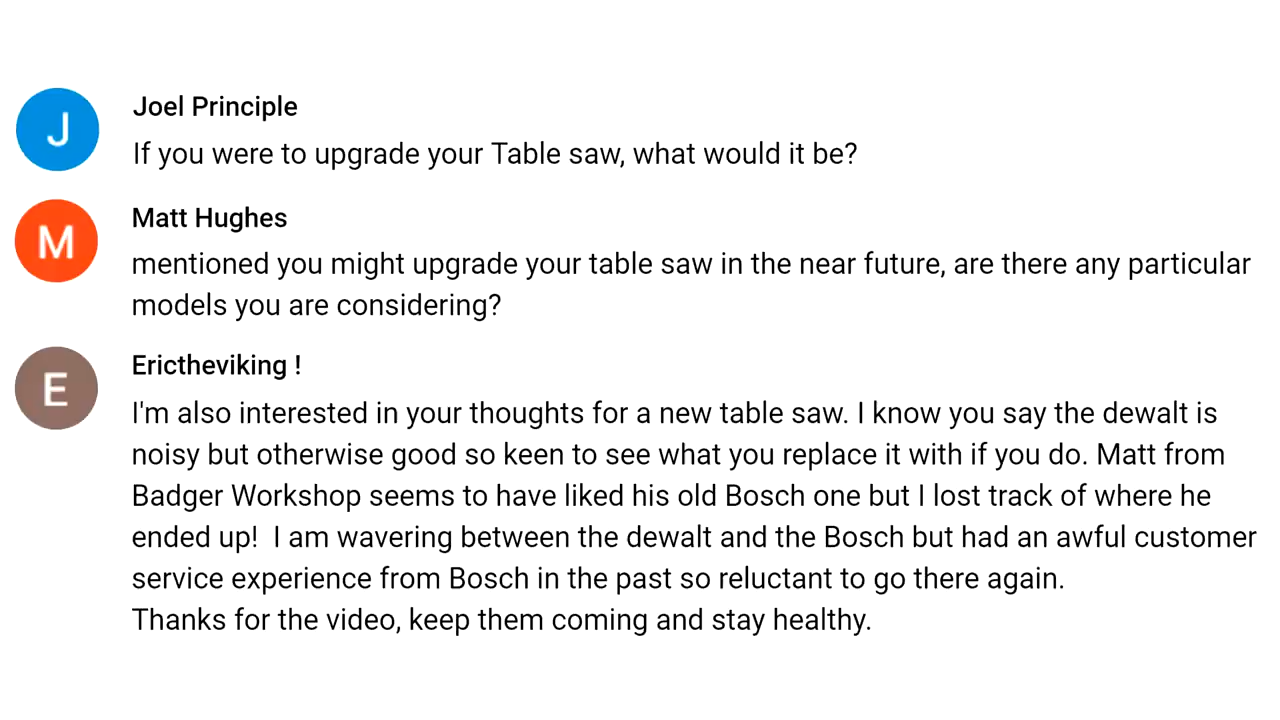 J
Joel Principle
If you were to upgrade your Table saw, what would it be?
M
Matt Hughes
mentioned you might upgrade your table saw in the near future, are there any particular
models you are considering?
E
Erictheviking !
I'm also interested in your thoughts for a new table saw. I know you say the dewalt is
noisy but otherwise good so keen to see what you replace it with if you do. Matt from
Badger Workshop seems to have liked his old Bosch one but I lost track of where he
ended up!  I am wavering between the dewalt and the Bosch but had an awful customer
service experience from Bosch in the past so reluctant to go there again.
Thanks for the video, keep them coming and stay healthy.